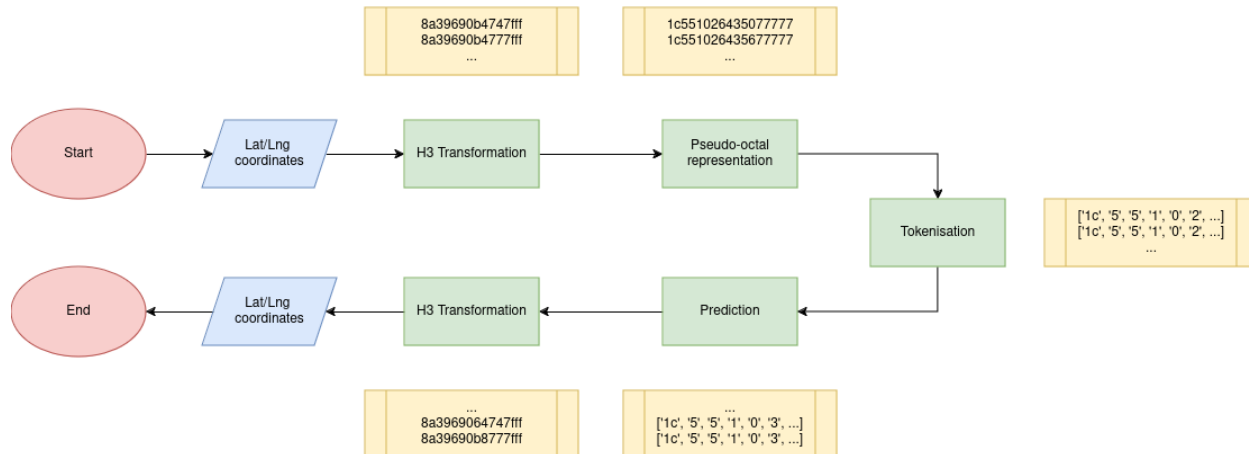 8a39690b4747fff
8a39690b4777fff
...
1c551026435077777
1c551026435677777
...
Start
Lat/Lng
coordinates
H3 Transformation
Pseudo-octal
representation
Tokenisation
['1c', '5', '5', '1', '0', '2', ...]
['1c', '5', '5', '1', '0', '2', ...]
...
End
Lat/Lng
coordinates
H3 Transformation
Prediction
...
8a3969064747fff
8a39690b8777fff
...
['1c', '5', '5', '1', '0', '3', ...]
['1c', '5', '5', '1', '0', '3', ...]